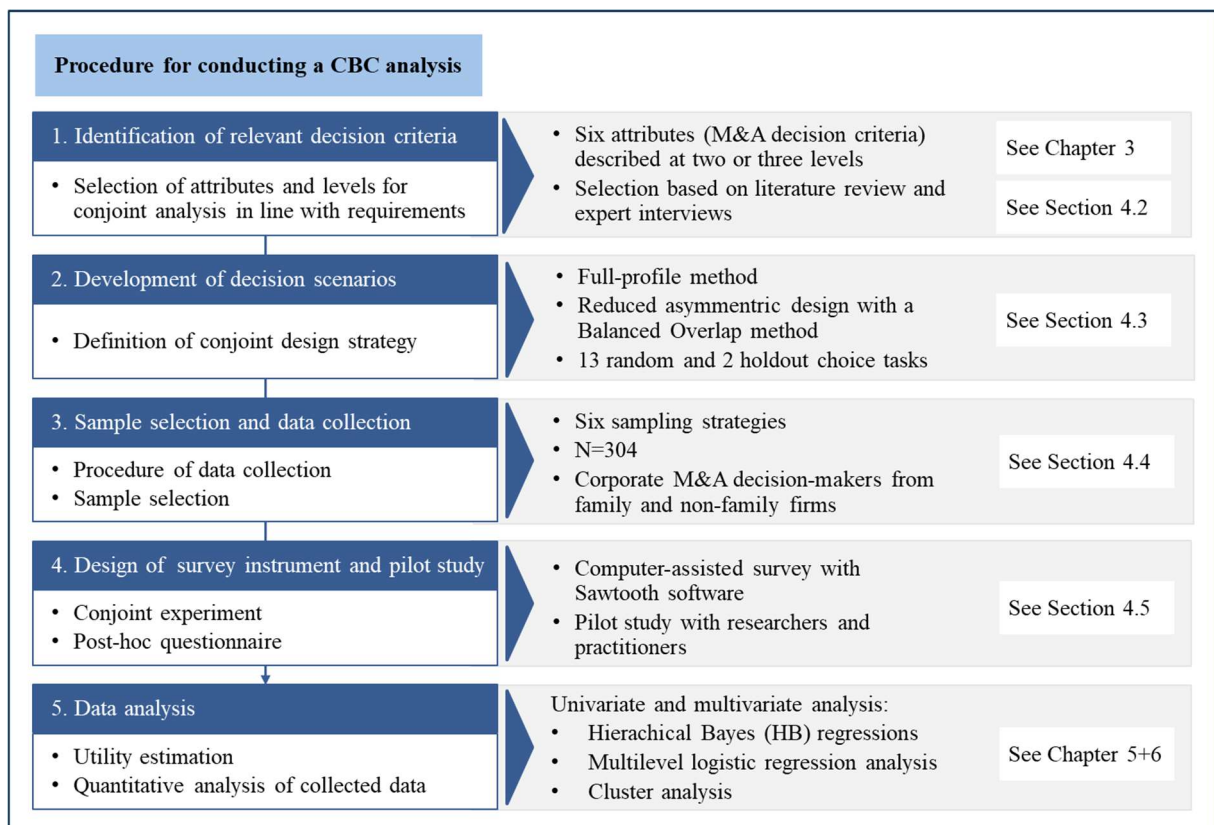 Procedure for conducting a CBC analysis
1. Identification of relevant decision criteria
• Selection of attributes and levels for
conjoint analysis in line with requirements
• Six attributes (M&A decision criteria)
described at two or three levels
• Selection based on literature review and
expert interviews
See Chapter 3
See Section 4.2
2. Development of decision scenarios
• Definition of conjoint design strategy
• Full-profile method
• Reduced asymmetric design with a
Balanced Overlap method
• 13 random and 2 holdout choice tasks
See Section 4.3
3. Sample selection and data collection
• Procedure of data collection
• Sample selection
• Six sampling strategies
• N=304
• Corporate M&A decision-makers from
family and non-family firms
See Section 4.4
4. Design of survey instrument and pilot study
• Conjoint experiment
• Post-hoc questionnaire
• Computer-assisted survey with
Sawtooth software
• Pilot study with researchers and
practitioners
See Section 4.5
5. Data analysis
• Utility estimation
• Quantitative analysis of collected data
Univariate and multivariate analysis:
• Hierachical Bayes (HB) regressions
• Multilevel logistic regression analysis
• Cluster analysis
See Chapter 5+6